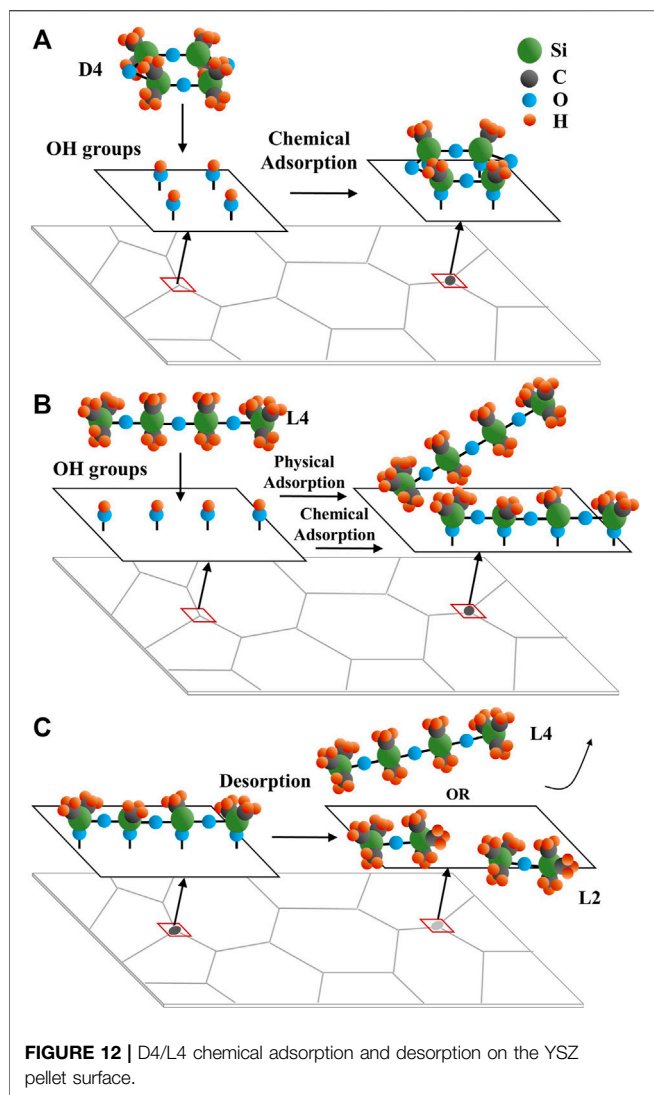 A
D4
Si
C
O
H
OH groups
Chemical
Adsorption
B
L4
OH groups
Physical
Adsorption
Chemical
Adsorption
C
L4
Desorption
OR
L2
FIGURE 12 | D4/L4 chemical adsorption and desorption on the YSZ
pellet surface.